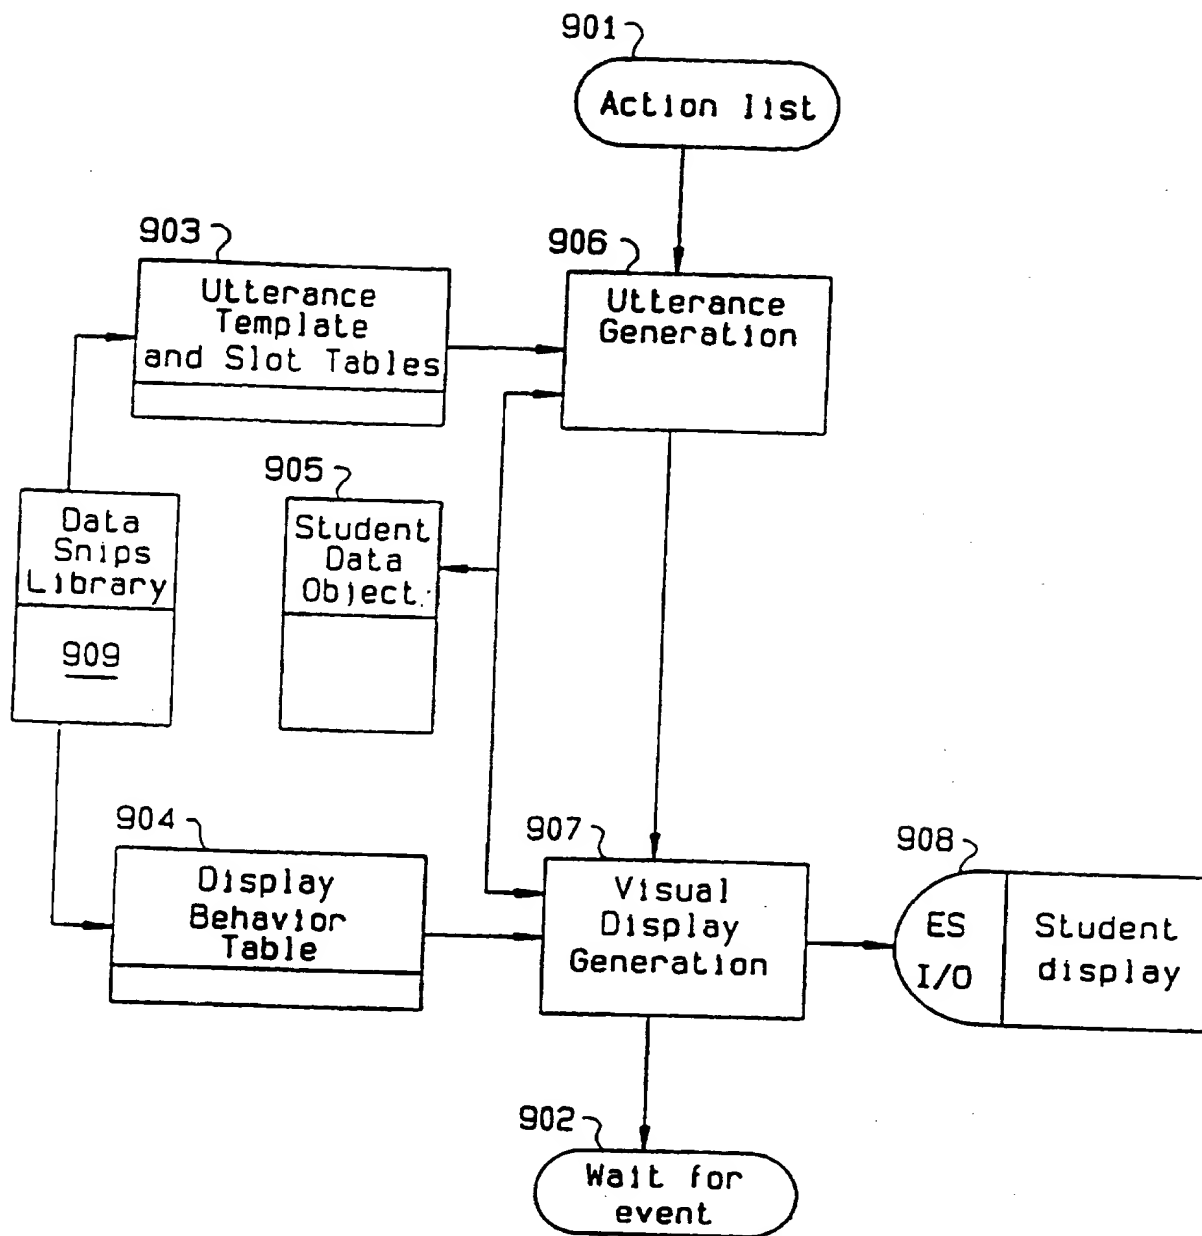 901
Action list
903
Utterance
Template
and Slot Tables
906
Utterance
Generation
905
Student
Data
Object
Data
Snips
Library
909
904
Display
Behavior
Table
907
Visual
Display
Generation
908
ES
I/O
Student
display
902
Wait for
event